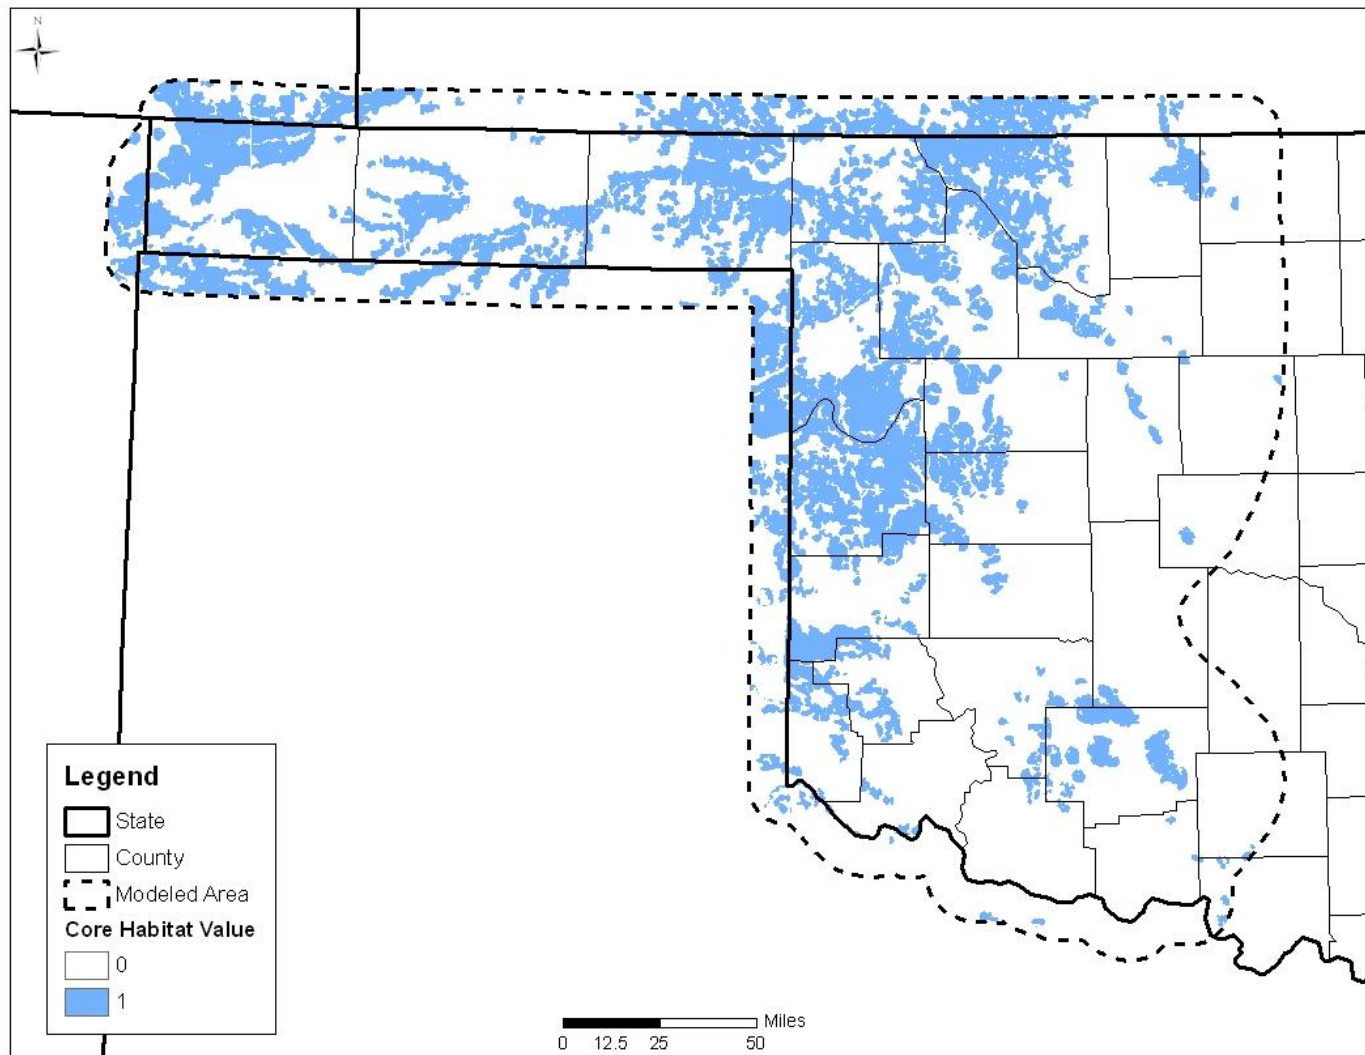 N
Legend
State
County
Modeled Area
Core Habitat Value
0
1
Miles
0 12.5 25 50